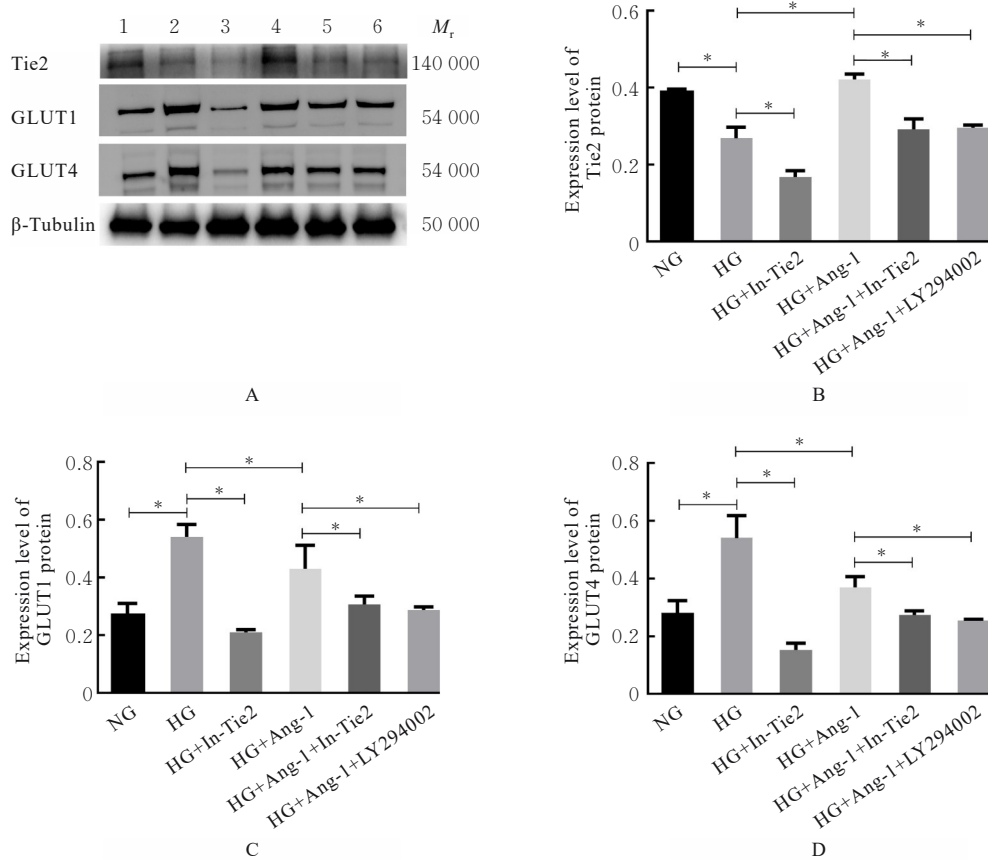 1 2 3 4 5 6 Mr
Tie2 140 000
GLUT1 54 000
GLUT4 54 000
β-Tubulin 50 000
A
Expression level of
Tie2 protein
0.6
0.4
0.2
0
* * * * *
NG
HG
HG+In-Tie2
HG+Ang-1
HG+Ang-1+In-Tie2
HG+Ang-1+LY294002
B
Expression level of
GLUT1 protein
0.8
0.6
0.4
0.2
0
* * * * *
NG
HG
HG+In-Tie2
HG+Ang-1
HG+Ang-1+In-Tie2
HG+Ang-1+LY294002
C
Expression level of
GLUT4 protein
0.8
0.6
0.4
0.2
0
* * * * *
NG
HG
HG+In-Tie2
HG+Ang-1
HG+Ang-1+In-Tie2
HG+Ang-1+LY294002
D